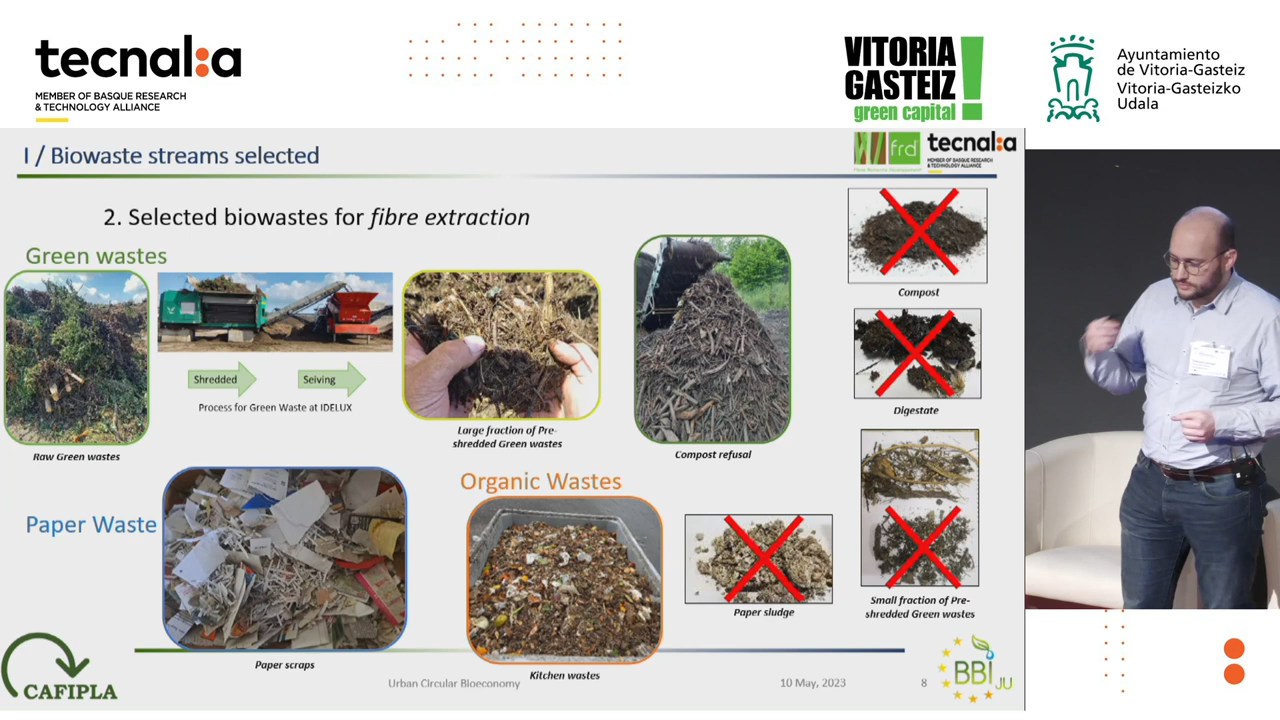 tecnal:a
MEMBER OF BASQUE RESEARCH
& TECHNOLOGY ALLIANCE
VITORIA
GASTEIZ
green capital
Ayuntamiento
de Vitoria-Gasteiz
Vitoria-Gasteizko
Udala
I / Biowaste streams selected
frd
tecnal:a
MEMBER OF BASQUE RESEARCH
& TECHNOLOGY ALLIANCE
2. Selected biowastes for fibre extraction
Green wastes
Shredded
Seiving
Process for Green Waste at IDELUX
Raw Green wastes
Large fraction of Pre-
shredded Green wastes
Compost refusal
Compost
Digestate
Paper Waste
Paper scraps
Organic Wastes
Kitchen wastes
Paper sludge
Small fraction of Pre-
shredded Green wastes
CAFIPLA
Urban Circular Bioeconomy
10 May, 2023
8
BBI JU